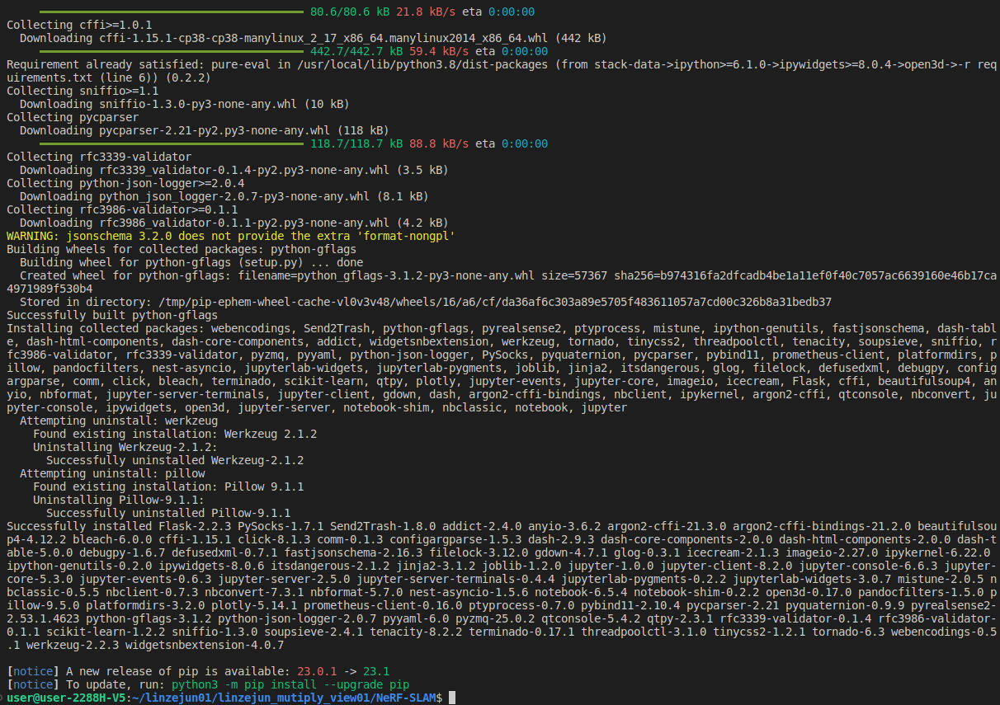 80.6/80.6 kB 21.8 kB/s eta 0:00:00
Collecting cffi>=1.0.1
Downloading cffi-1.15.1-cp38-cp38-manylinux_2_17_x86_64.manylinux2014_x86_64.whl (442 kB)
442.7/442.7 kB 59.4 kB/s eta 0:00:00
Requirement already satisfied: pure-eval in /usr/local/lib/python3.8/dist-packages (from stack-data->ipython>=6.1.0->ipywidgets>=8.0.4->open3d->-r req
uirements.txt (line 6)) (0.2.2)
Collecting sniffio>=1.1
Downloading sniffio-1.3.0-py3-none-any.whl (10 kB)
Collecting pycparser
Downloading pycparser-2.21-py2.py3-none-any.whl (118 kB)
118.7/118.7 kB 88.8 kB/s eta 0:00:00
Collecting rfc3339-validator
Downloading rfc3339_validator-0.1.4-py2.py3-none-any.whl (3.5 kB)
Collecting python-json-logger>=2.0.4
Downloading python_json_logger-2.0.7-py3-none-any.whl (8.1 kB)
Collecting rfc3986-validator>=0.1.1
Downloading rfc3986_validator-0.1.1-py2.py3-none-any.whl (4.2 kB)
WARNING: jsonschema 3.2.0 does not provide the extra 'format-nongpl'
Building wheels for collected packages: python-gflags
Building wheel for python-gflags (setup.py) ... done
Created wheel for python-gflags: filename=python_gflags-3.1.2-py3-none-any.whl size=57367 sha256=b974316fa2dfcadb4be1a11ef0f40c7057ac6639160e46b17ca
4971989f530b4
Stored in directory: /tmp/pip-ephem-wheel-cache-vl0v3v48/wheels/16/a6/cf/da36af6c303a89e5705f483611057a7cd00c326b8a31bedb37
Successfully built python-gflags
Installing collected packages: webencodings, Send2Trash, python-gflags, pyrealsense2, ptyprocess, mistune, ipython-genutils, fastjsonschema, dash-tabl
e, dash-html-components, dash-core-components, addict, widgetsnbextension, werkzeug, tornado, tinycss2, threadpoolctl, tenacity, soupsieve, sniffio, r
fc3986-validator, rfc3339-validator, pyzmq, pyyaml, python-json-logger, PySocks, pyquaternion, pycparser, pybind11, prometheus-client, platformdirs, p
illow, pandocfilters, nest-asyncio, jupyterlab-widgets, jupyterlab-pygments, joblib, jinja2, itsdangerous, glog, filelock, defusedxml, debugpy, config
argparse, comm, click, bleach, terminado, scikit-learn, qtpy, plotly, jupyter-events, jupyter-core, imageio, icecream, Flask, cffi, beautifulsoup4, an
yio, nbformat, jupyter-server-terminals, jupyter-client, gdown, dash, argon2-cffi-bindings, nbclient, ipykernel, argon2-cffi, qtconsole, nbconvert, ju
pyter-console, ipywidgets, open3d, jupyter-server, notebook-shim, nbclassic, notebook, jupyter
Attempting uninstall: werkzeug
Found existing installation: Werkzeug 2.1.2
Uninstalling Werkzeug-2.1.2:
Successfully uninstalled Werkzeug-2.1.2
Attempting uninstall: pillow
Found existing installation: Pillow 9.1.1
Uninstalling Pillow-9.1.1:
Successfully uninstalled Pillow-9.1.1
Successfully installed Flask-2.2.3 PySocks-1.7.1 Send2Trash-1.8.0 addict-2.4.0 anyio-3.6.2 argon2-cffi-21.3.0 argon2-cffi-bindings-21.2.0 beautifulsou
p4-4.12.2 bleach-6.0.0 cffi-1.15.1 click-8.1.3 comm-0.1.3 configargparse-1.5.3 dash-2.9.3 dash-core-components-2.0.0 dash-html-components-2.0.0 dash-t
able-5.0.0 debugpy-1.6.7 defusedxml-0.7.1 fastjsonschema-2.16.3 filelock-3.12.0 gdown-4.7.1 glog-0.3.1 icecream-2.1.3 imageio-2.27.0 ipykernel-6.22.0
ipython-genutils-0.2.0 ipywidgets-8.0.6 itsdangerous-2.1.2 jinja2-3.1.2 joblib-1.2.0 jupyter-1.0.0 jupyter-client-8.2.0 jupyter-console-6.6.3 jupyter-
core-5.3.0 jupyter-events-0.6.3 jupyter-server-2.5.0 jupyter-server-terminals-0.4.4 jupyterlab-pygments-0.2.2 jupyterlab-widgets-3.0.7 mistune-2.0.5 n
bclassic-0.5.5 nbclient-0.7.3 nbconvert-7.3.1 nbformat-5.7.0 nest-asyncio-1.5.6 notebook-6.5.4 notebook-shim-0.2.2 open3d-0.17.0 pandocfilters-1.5.0 p
illow-9.5.0 platformdirs-3.2.0 plotly-5.14.1 prometheus-client-0.16.0 ptyprocess-0.7.0 pybind11-2.10.4 pycparser-2.21 pyquaternion-0.9.9 pyrealsense2-
2.53.1.4623 python-gflags-3.1.2 python-json-logger-2.0.7 pyyaml-6.0 pyzmq-25.0.2 qtconsole-5.4.2 qtpy-2.3.1 rfc3339-validator-0.1.4 rfc3986-validator-
0.1.1 scikit-learn-1.2.2 sniffio-1.3.0 soupsieve-2.4.1 tenacity-8.2.2 terminado-0.17.1 threadpoolctl-3.1.0 tinycss2-1.2.1 tornado-6.3 webencodings-0.5
.1 werkzeug-2.2.3 widgetsnbextension-4.0.7
[notice] A new release of pip is available: 23.0.1 -> 23.1
[notice] To update, run: python3 -m pip install --upgrade pip
user@user-2288H-V5:~/linzejun01/linzejun_mutiply_view01/NeRF-SLAM$